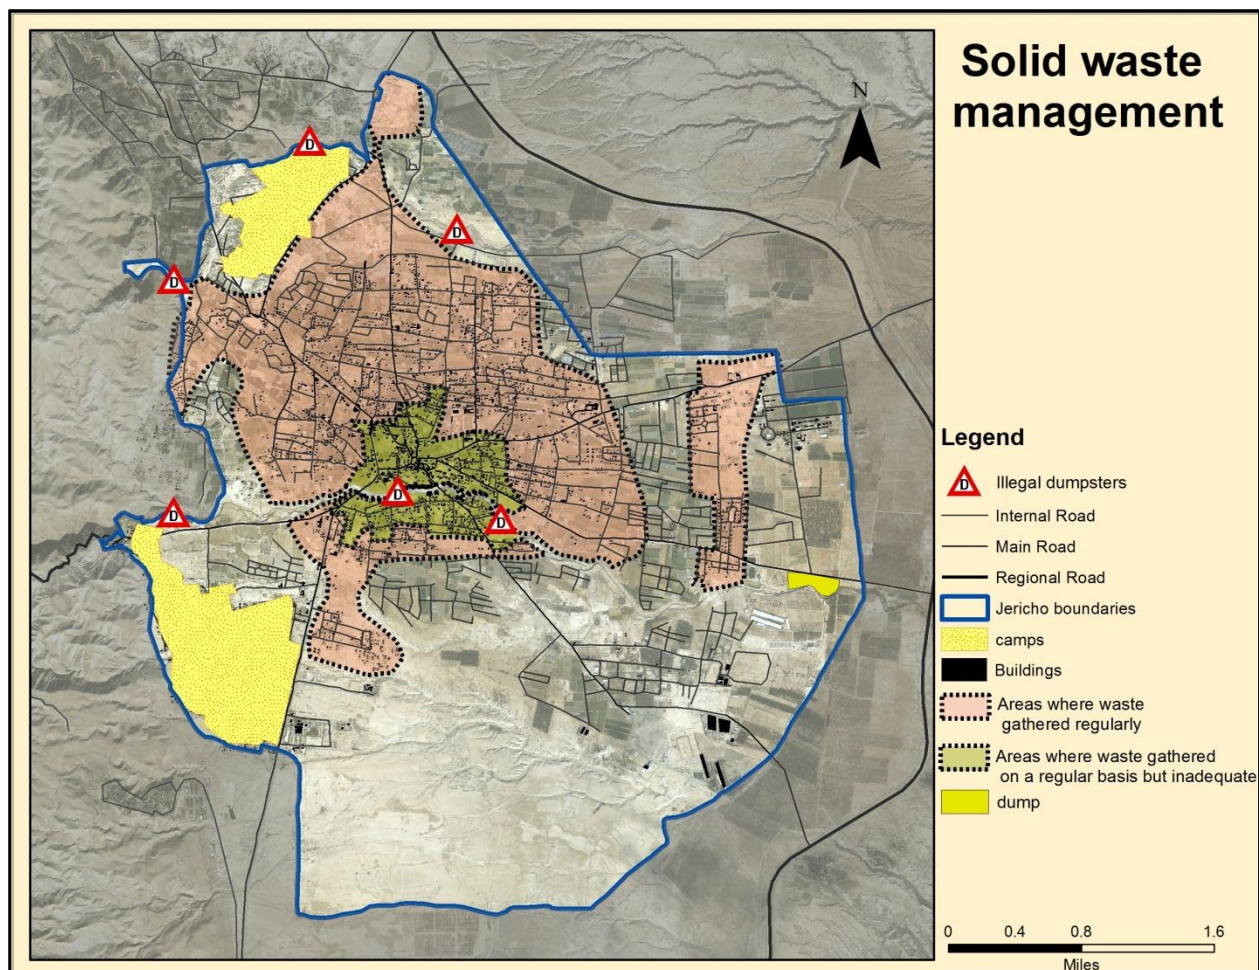 Solid waste
management
N
D
D
D
D
D
D
Legend
D Illegal dumpsters
Internal Road
Main Road
Regional Road
Jericho boundaries
camps
Buildings
Areas where waste
gathered regularly
Areas where waste gathered
on a regular basis but inadequate
dump
0 0.4 0.8 1.6
Miles